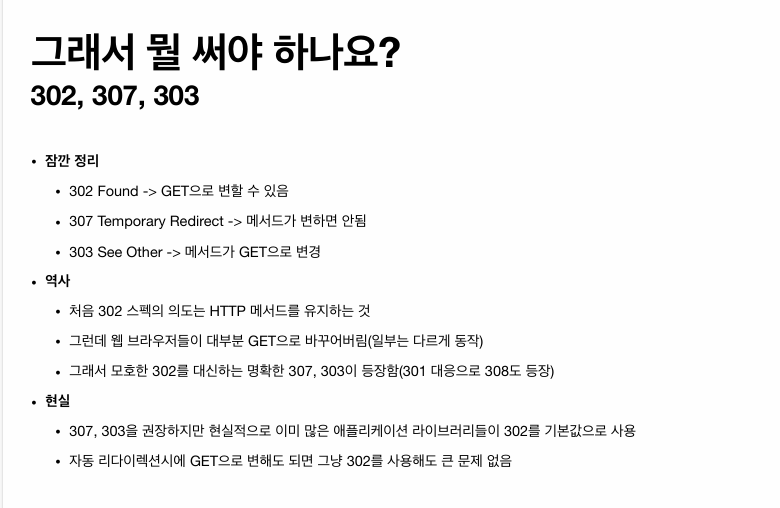 그래서 뭘 써야 하나요?
302, 307, 303
• 잠깐 정리
• 302 Found -> GET으로 변할 수 있음
• 307 Temporary Redirect -> 메서드가 변하면 안됨
• 303 See Other -> 메서드가 GET으로 변경
• 역사
• 처음 302 스펙의 의도는 HTTP 메서드를 유지하는 것
• 그런데 웹 브라우저들이 대부분 GET으로 바꾸어버림(일부는 다르게 동작)
• 그래서 모호한 302를 대신하는 명확한 307, 303이 등장함(301 대응으로 308도 등장)
• 현실
• 307, 303을 권장하지만 현실적으로 이미 많은 애플리케이션 라이브러리들이 302를 기본값으로 사용
• 자동 리다이렉션시에 GET으로 변해도 되면 그냥 302를 사용해도 큰 문제 없음